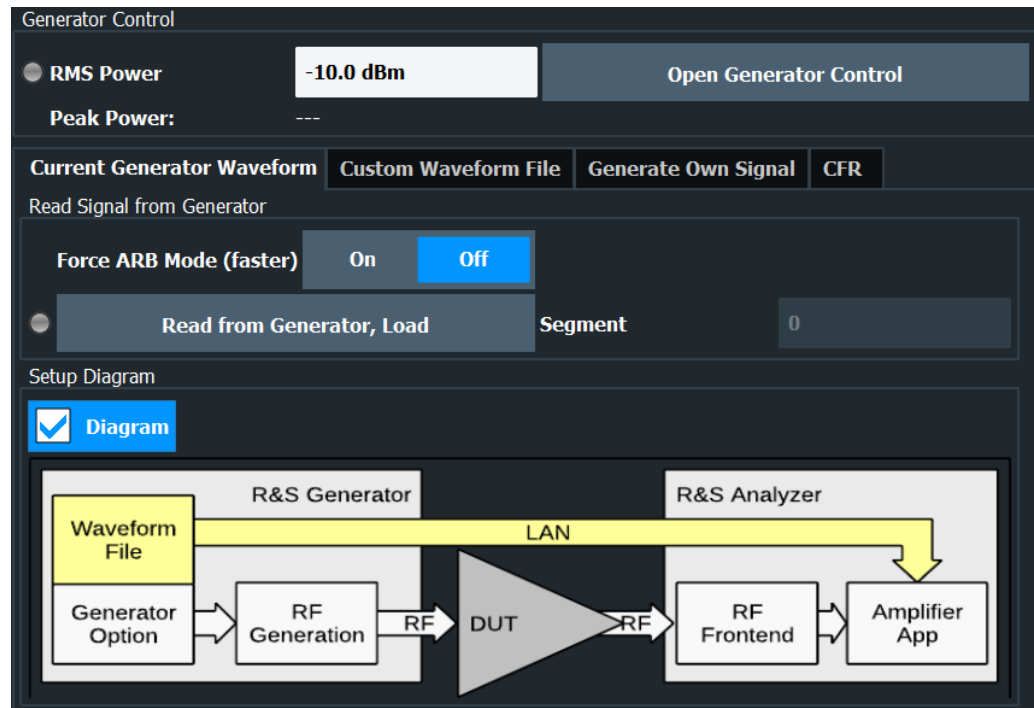 Generator Control
RMS Power -10.0 dBm Open Generator Control
Peak Power: ---
Current Generator Waveform Custom Waveform File Generate Own Signal CFR
Read Signal from Generator
Force ARB Mode (faster) On Off
Read from Generator, Load Segment 0
Setup Diagram
Diagram
R&S Generator R&S Analyzer
Waveform
File
LAN
Generator
Option
RF
Generation
RF
DUT
RF
RF
Frontend
Amplifier
App